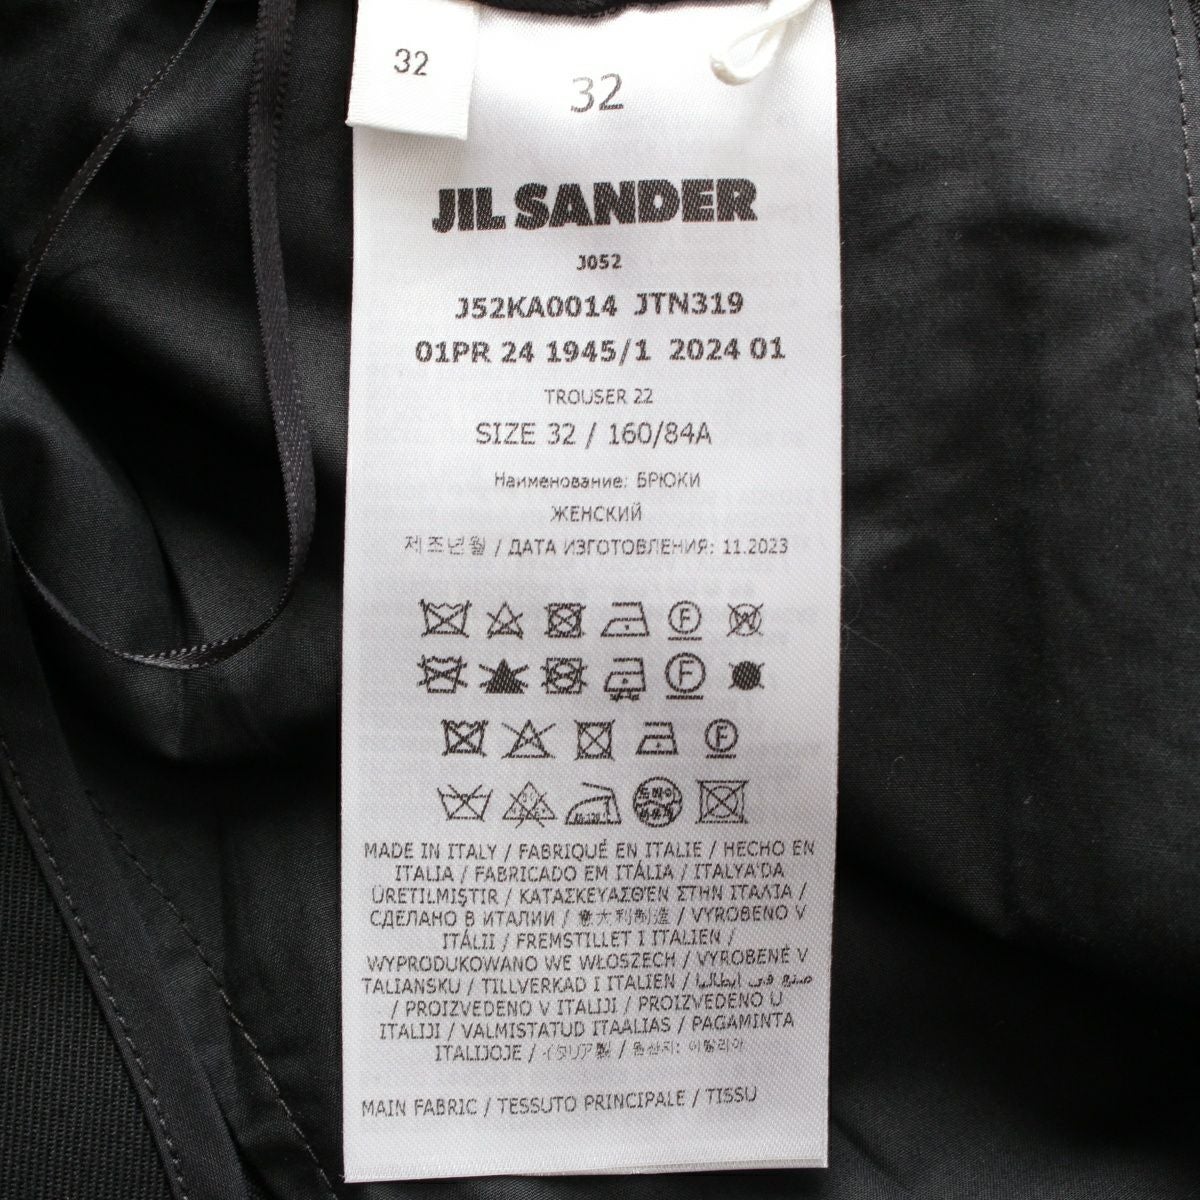 32
32
JIL SANDER
J052
J52KA0014 JTN319
01PR 24 1945/1 2024 01
TROUSER 22
SIZE 32 / 160/84A
Наименование: БРЮКИ
ЖЕНСКИЙ
제조년월 / ДАТА ИЗГОТОВЛЕНИЯ: 11.2023
F W
F
F
MADE IN ITALY / FABRIQUÉ EN ITALIE / HECHO EN
ITALIA / FABRICADO EM ITÁLIA / ITALYA'DA
ÜRETILMIŞTIR / ΚΑΤΑΣΚΕΥΑΣΘΈΝ ΣΤΗΝ ΙΤΑΛΊΑ /
СДЕЛАНО В ИТАЛИИ / 意大利制造 / VYROBENO V
ITÁLII / FREMSTILLET I ITALIEN /
WYPRODUKOWANO WE WŁOSZECH / VYROBENÉ V
TALIANSKU / TILLVERKAD I ITALIEN / صنع في ايطاليا
/ PROIZVEDENO V ITALIJI / PROIZVEDENO U
ITALIJI / VALMISTATUD ITAALIAS / PAGAMINTA
ITALIJOJE / イタリア製 / 원산지: 이탈리아
MAIN FABRIC / TESSUTO PRINCIPALE / TISSU